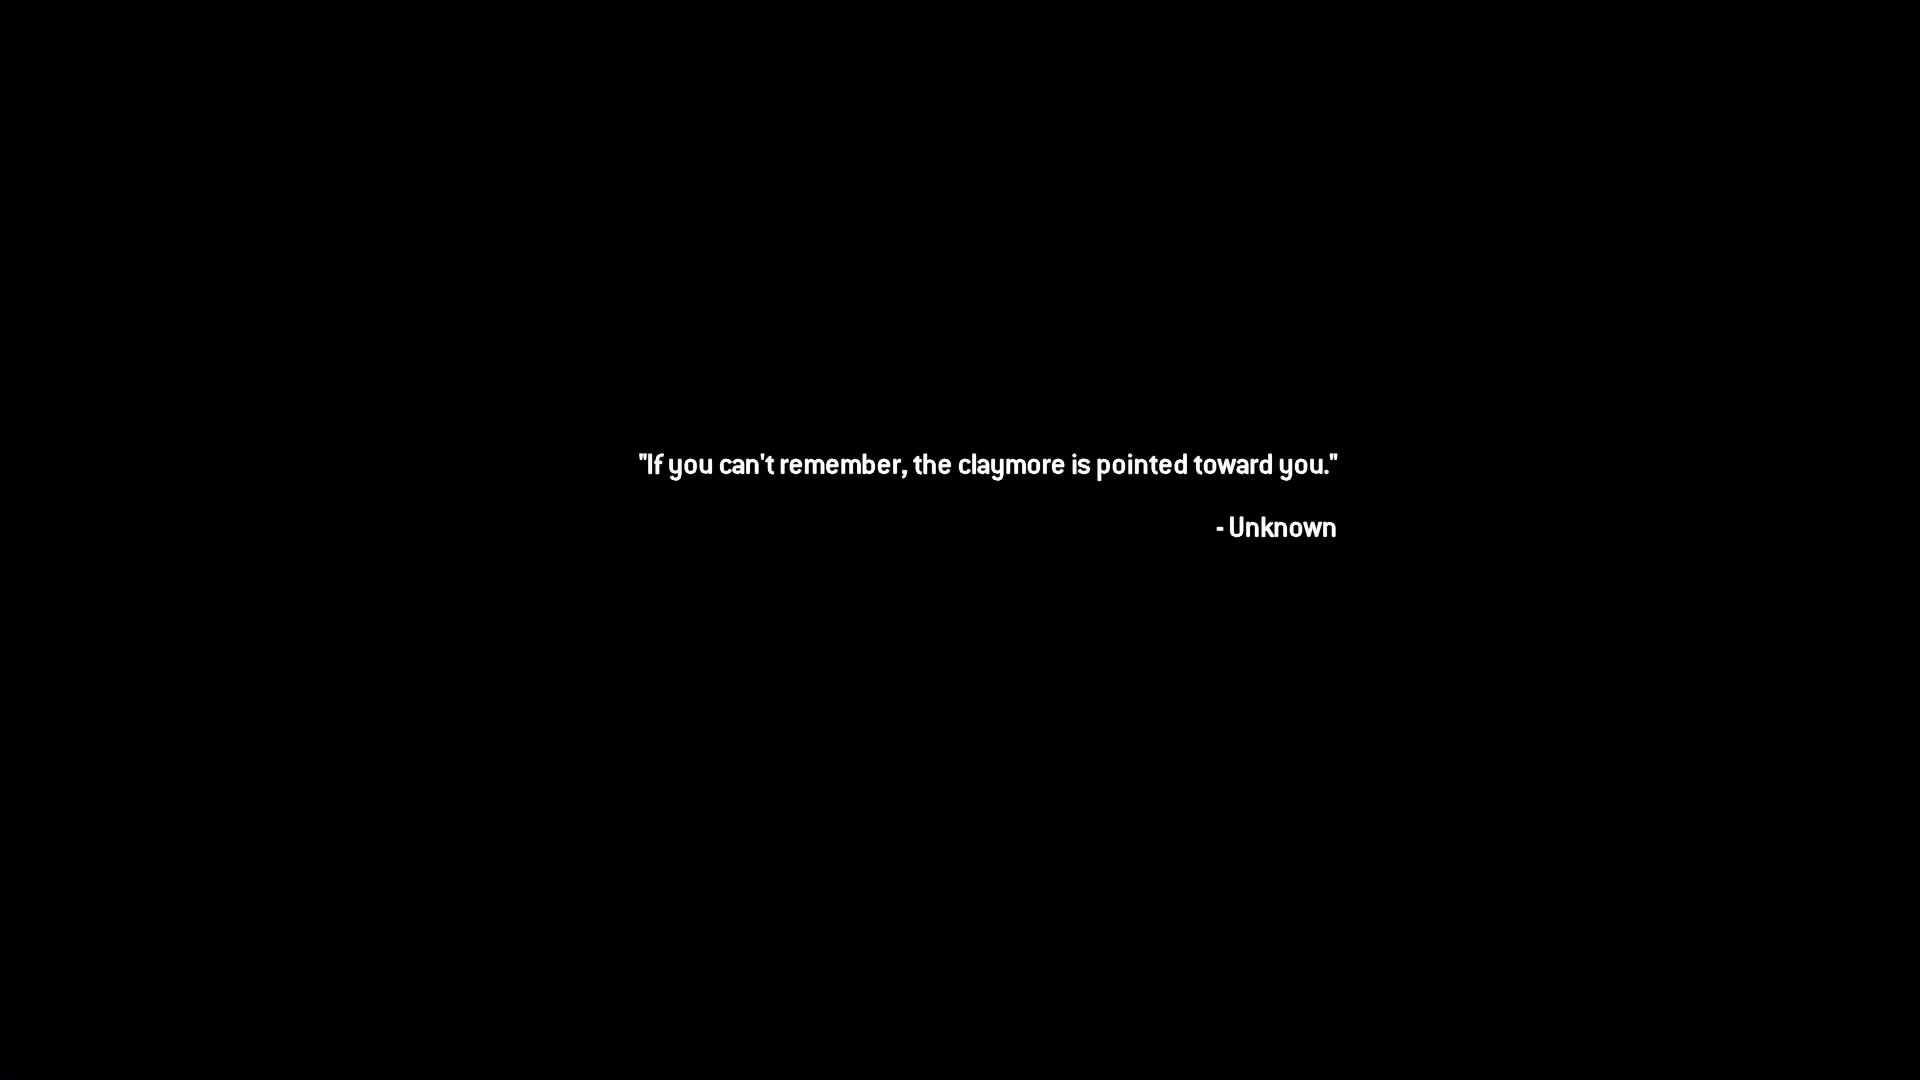 "If you can't remember, the claymore is pointed toward you."
- Unknown